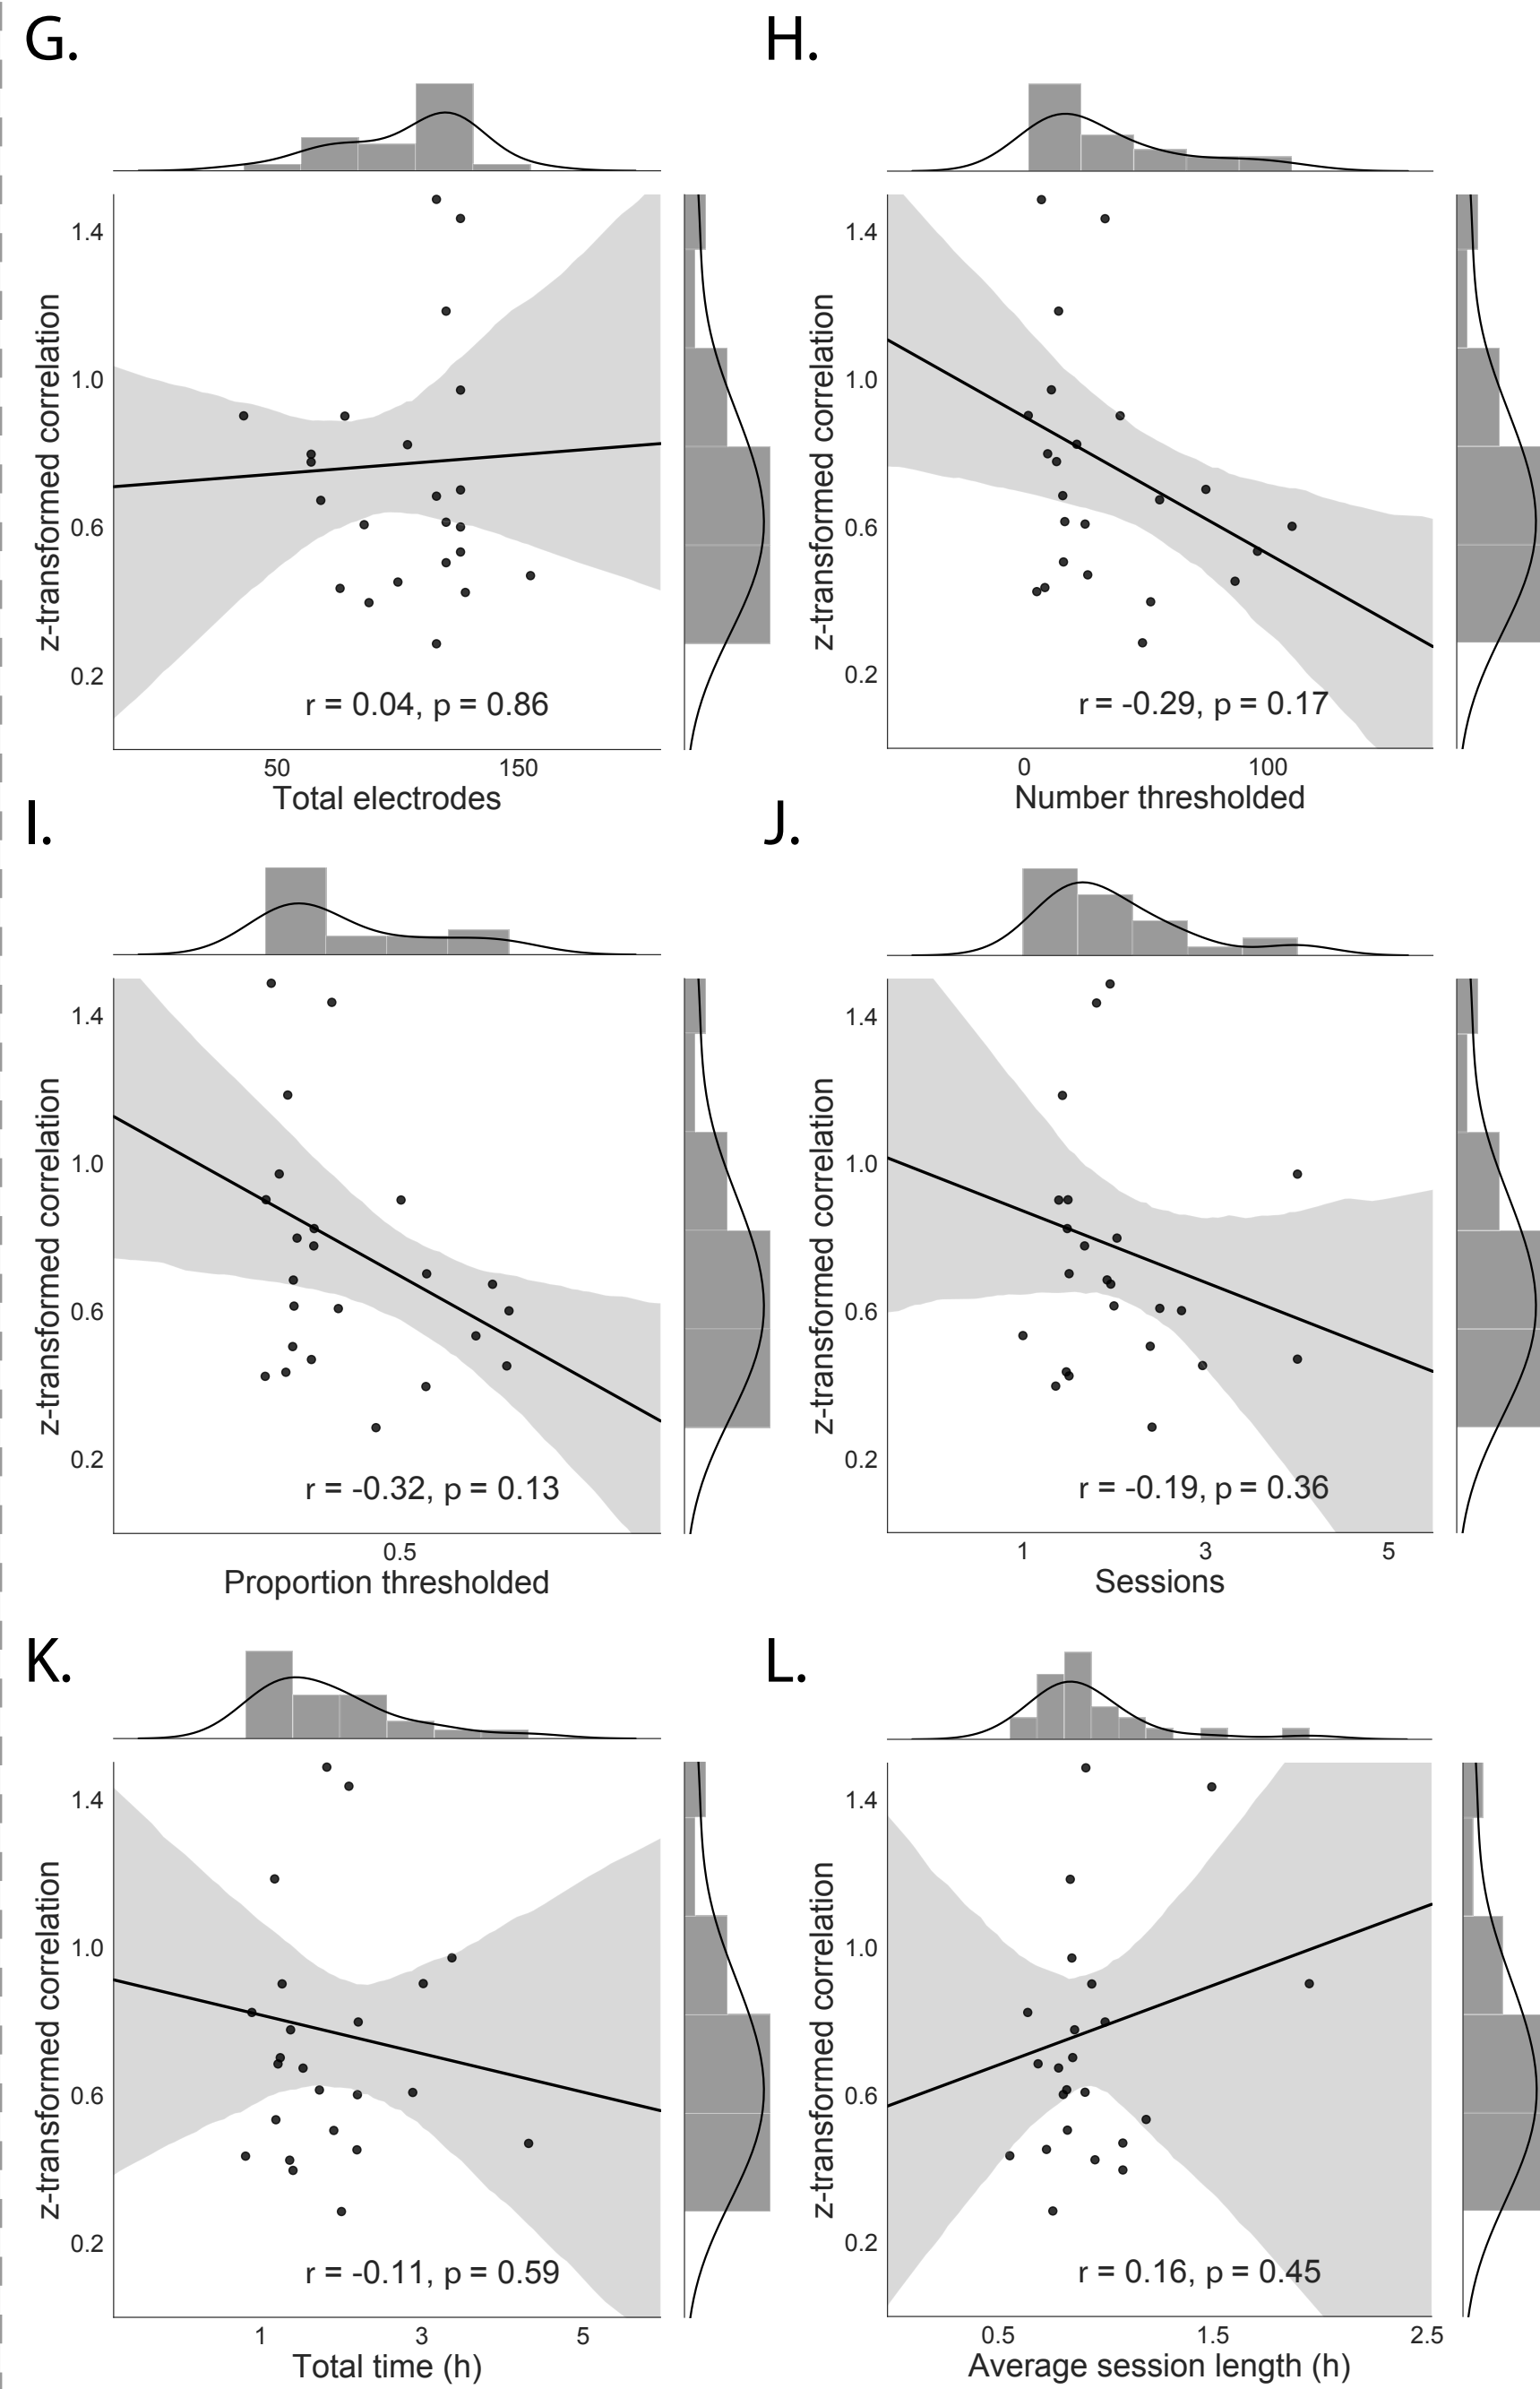 G.
z-transformed correlation
1.4
1.0
0.6
0.2
r = 0.04, p = 0.86
50 150
Total electrodes
H.
z-transformed correlation
1.4
1.0
0.6
0.2
r = -0.29, p = 0.17
0 100
Number thresholded
I.
z-transformed correlation
1.4
1.0
0.6
0.2
r = -0.32, p = 0.13
0.5
Proportion thresholded
J.
z-transformed correlation
1.4
1.0
0.6
0.2
r = -0.19, p = 0.36
1 3 5
Sessions
K.
z-transformed correlation
1.4
1.0
0.6
0.2
r = -0.11, p = 0.59
1 3 5
Total time (h)
L.
z-transformed correlation
1.4
1.0
0.6
0.2
r = 0.16, p = 0.45
0.5 1.5 2.5
Average session length (h)